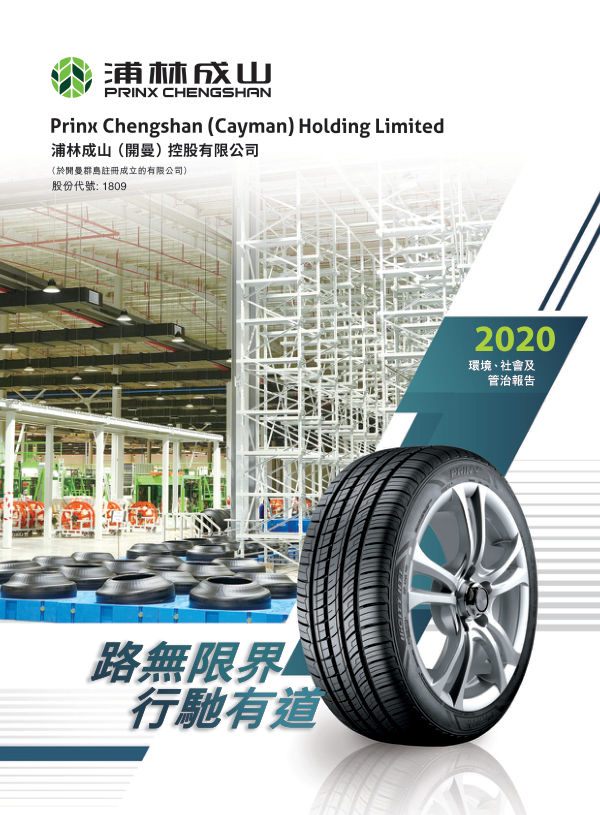 浦林成山
PRINX CHENGSHAN
Prinx Chengshan (Cayman) Holding Limited
浦林成山（開曼）控股有限公司
（於開曼群島註冊成立的有限公司）
股份代號: 1809
2020
環境、社會及
管治報告
PRINX
路無限界
行馳有道